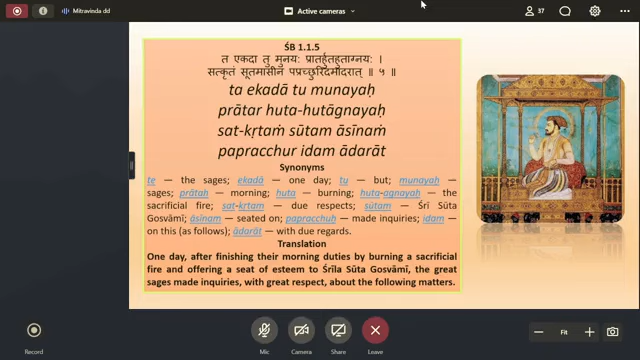 Mitravinda dd
Active cameras
37
ŚB 1.1.5
त एकदा तु मुनयः प्रातर्हुतहुताग्नयः ।
सत्कृतं सूतमासीनं पप्रच्छुरिदमादरात् ॥ ५ ॥
ta ekadā tu munayaḥ
prātar huta-hutāgnayaḥ
sat-kṛtaṁ sūtam āsīnaṁ
papracchur idam ādarāt
Synonyms
te — the sages; ekadā — one day; tu — but; munayaḥ —
sages; prātaḥ — morning; huta — burning; huta-agnayaḥ — the
sacrificial fire; sat-kṛtam — due respects; sūtam — Śrī Sūta
Gosvāmī; āsīnam — seated on; papracchuḥ — made inquiries; idam —
on this (as follows); ādarāt — with due regards.
Translation
One day, after finishing their morning duties by burning a sacrificial
fire and offering a seat of esteem to Śrīla Sūta Gosvāmī, the great
sages made inquiries, with great respect, about the following matters.
Record
Mic
Camera
Share
Leave
Fit